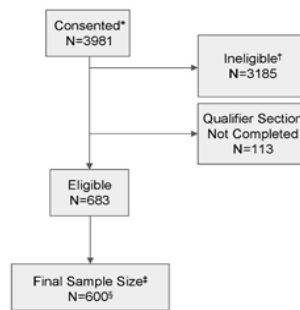 Consented*
N=3981
Ineligible†
N=3185
Qualifier Section
Not Completed
N=113
Eligible
N=683
Final Sample Size‡
N=600§